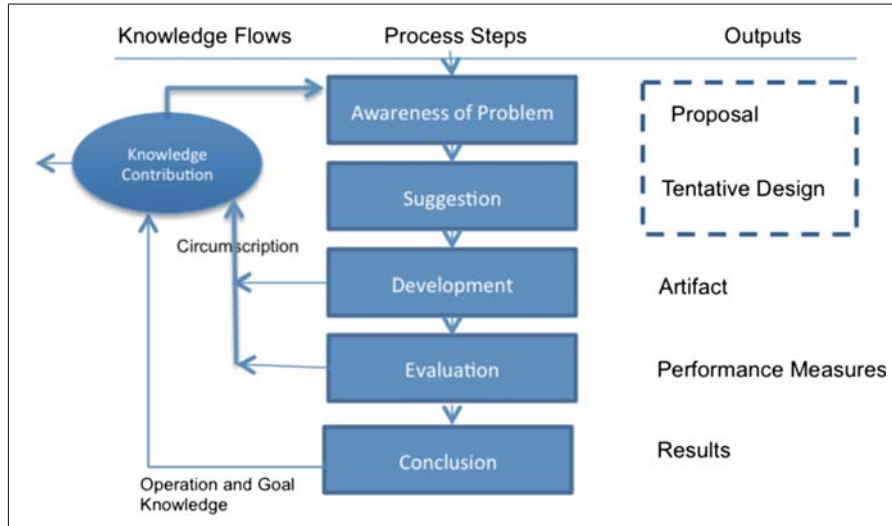 Knowledge Flows
Process Steps
Outputs
Awareness of Problem
Proposal
Knowledge
Contribution
Suggestion
Tentative Design
Circumscription
Development
Artifact
Evaluation
Performance Measures
Conclusion
Results
Operation and Goal
Knowledge